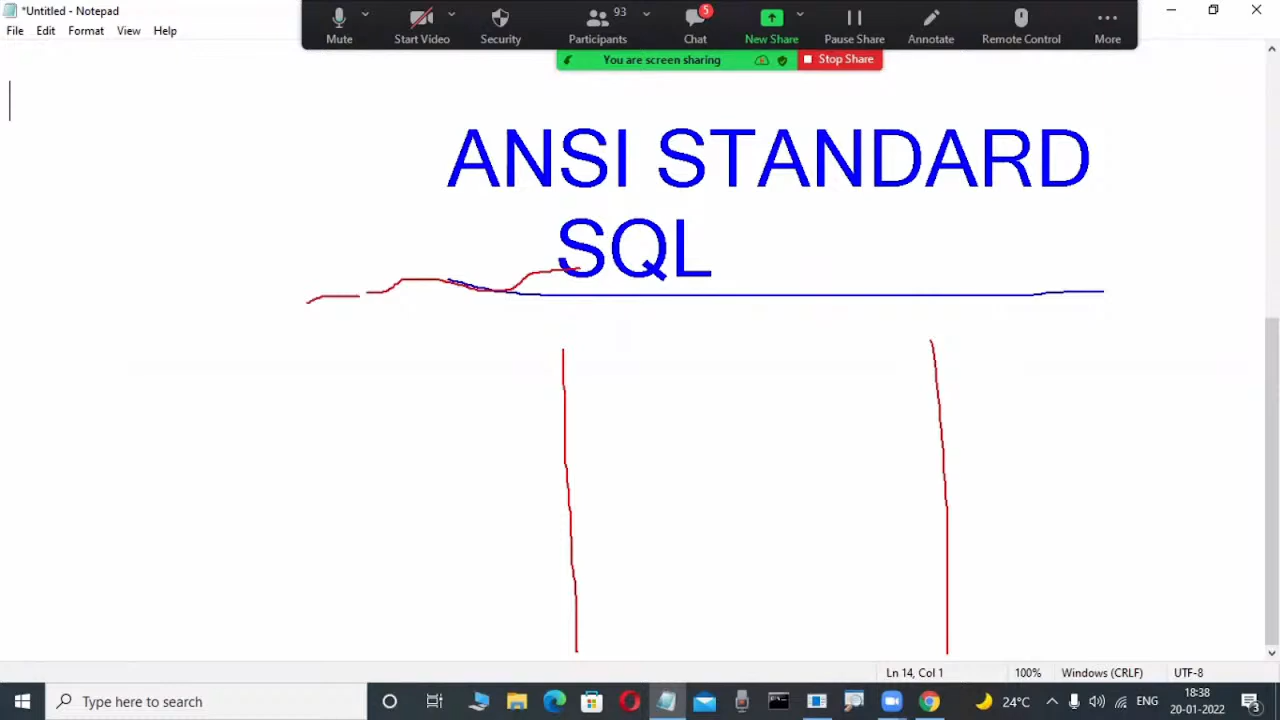 *Untitled - Notepad
File Edit Format View Help
Mute Start Video Security Participants 93 Chat 5 New Share Pause Share Annotate Remote Control More
You are screen sharing Stop Share
ANSI STANDARD
SQL
Ln 14, Col 1 100% Windows (CRLF) UTF-8
Type here to search 24°C ENG 18:38
20-01-2022 3